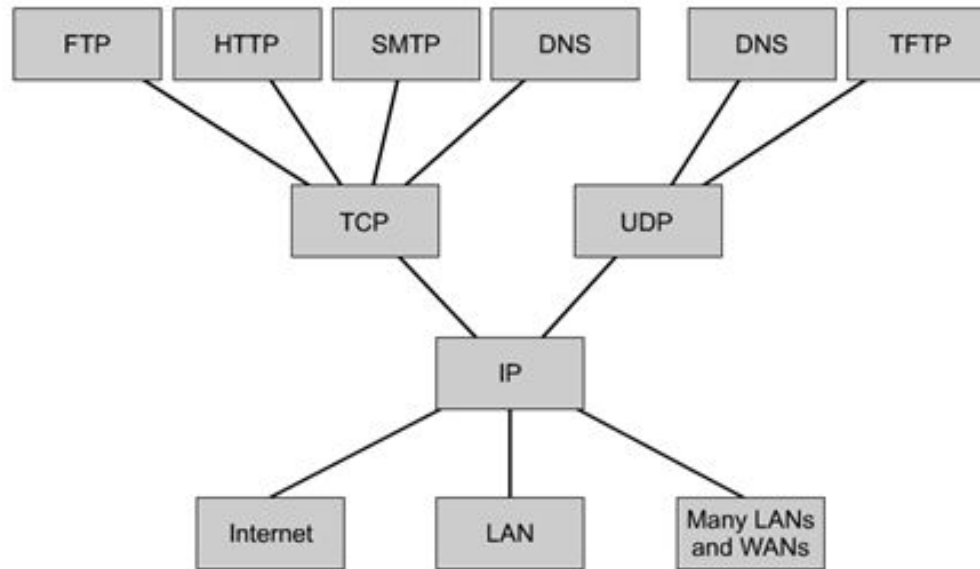 FTP
HTTP
SMTP
DNS
DNS
TFTP
TCP
UDP
IP
Internet
LAN
Many LANs
and WANs